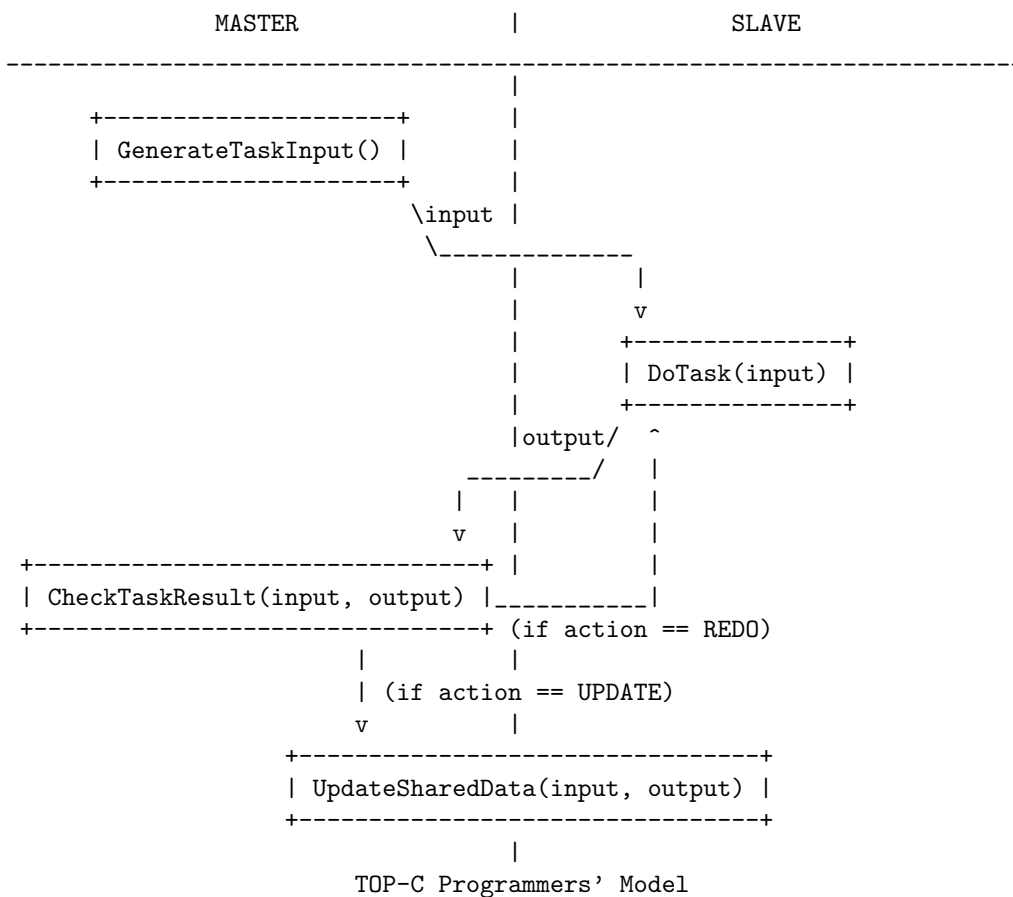 MASTER | SLAVE
GenerateTaskInput()
input
DoTask(input)
output
CheckTaskResult(input, output)
(if action == REDO)
(if action == UPDATE)
UpdateSharedData(input, output)
TOP-C Programmers’ Model